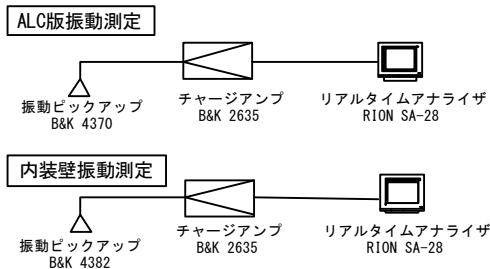 ALC版振動測定
振動ピックアップ
B&K 4370
チャージアンプ
B&K 2635
リアルタイムアナライザ
RION SA-28
内装壁振動測定
振動ピックアップ
B&K 4382
チャージアンプ
B&K 2635
リアルタイムアナライザ
RION SA-28